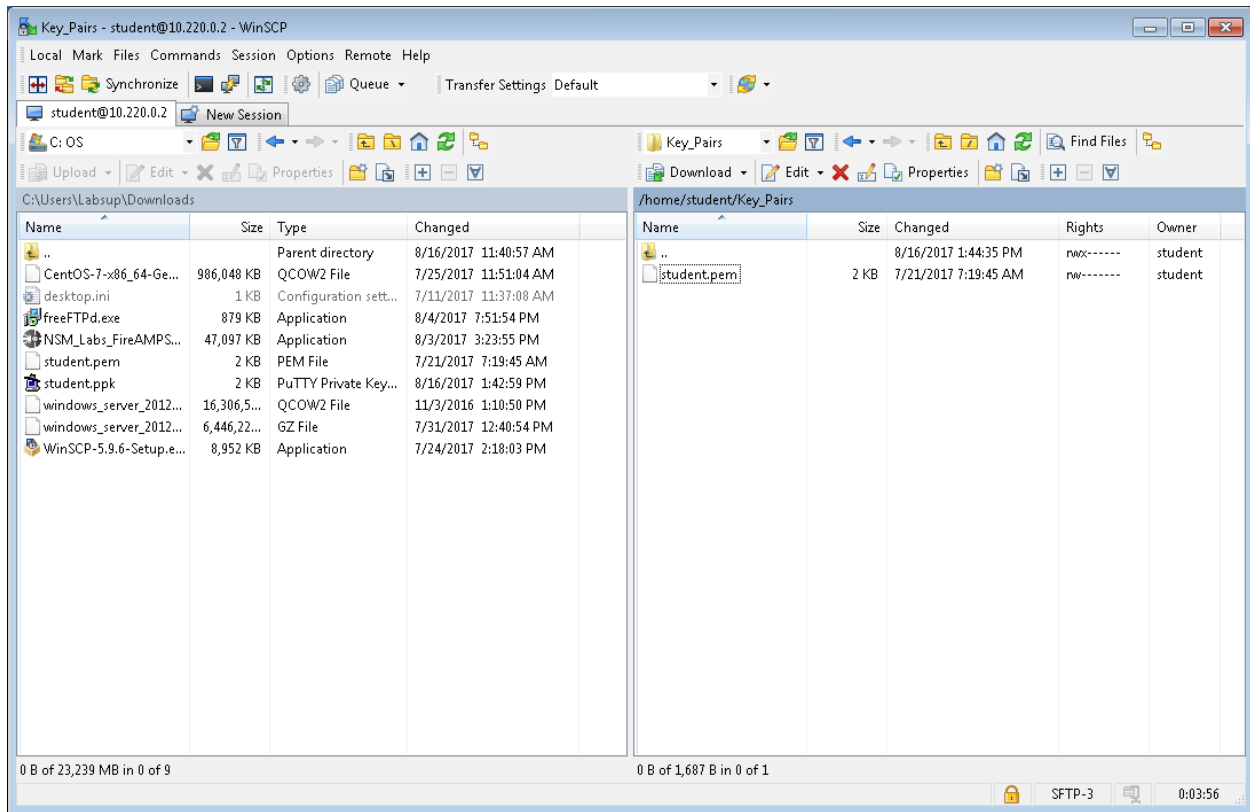 Key_Pairs - student@10.220.0.2 - WinSCP
Local Mark Files Commands Session Options Remote Help
Synchronize Queue Transfer Settings Default
student@10.220.0.2 New Session
C: OS Key_Pairs Find Files
Upload Edit Properties Download Edit Properties
C:\Users\Labsup\Downloads /home/student/Key_Pairs
Name Size Type Changed Name Size Changed Rights Owner
.. Parent directory 8/16/2017 11:40:57 AM .. 8/16/2017 1:44:35 PM rwx------ student
CentOS-7-x86_64-Ge... 986,048 KB QCOW2 File 7/25/2017 11:51:04 AM student.pem 2 KB 7/21/2017 7:19:45 AM rw------- student
desktop.ini 1 KB Configuration sett... 7/11/2017 11:37:08 AM
freeFTPd.exe 879 KB Application 8/4/2017 7:51:54 PM
NSM_Labs_FireAMPS... 47,097 KB Application 8/3/2017 3:23:55 PM
student.pem 2 KB PEM File 7/21/2017 7:19:45 AM
student.ppk 2 KB PuTTY Private Key... 8/16/2017 1:42:59 PM
windows_server_2012... 16,306,5... QCOW2 File 11/3/2016 1:10:50 PM
windows_server_2012... 6,446,22... GZ File 7/31/2017 12:40:54 PM
WinSCP-5.9.6-Setup.e... 8,952 KB Application 7/24/2017 2:18:03 PM
0 B of 23,239 MB in 0 of 9 0 B of 1,687 B in 0 of 1
SFTP-3 0:03:56